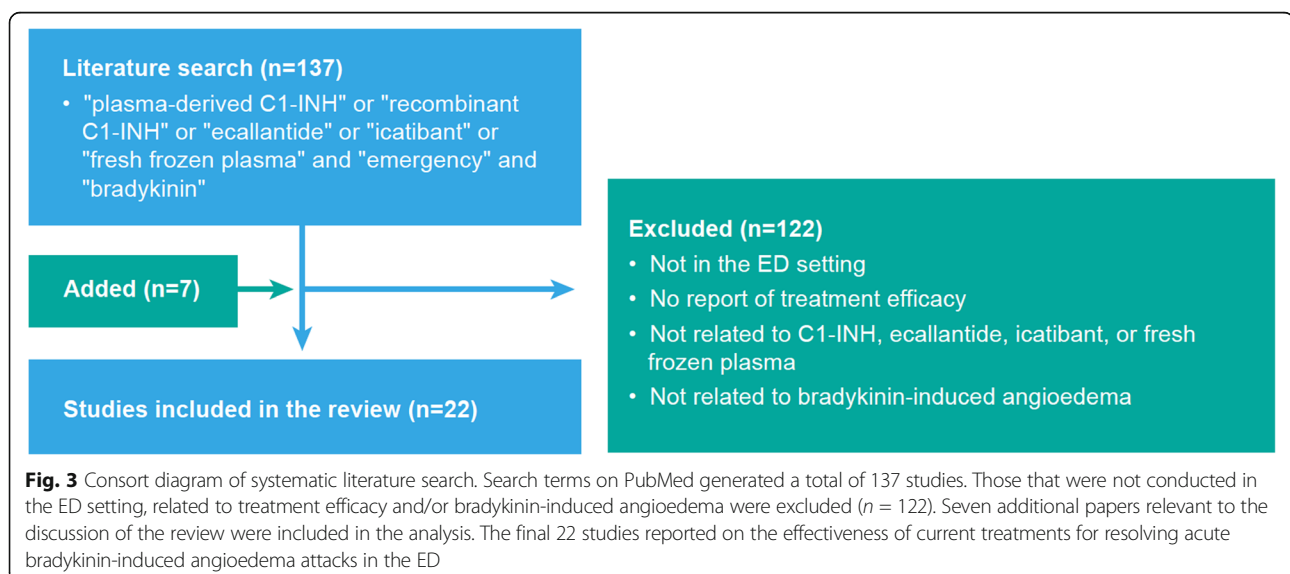 Literature search (n=137)
• "plasma-derived C1-INH" or "recombinant
C1-INH" or "ecallantide" or "icatibant" or
"fresh frozen plasma" and "emergency" and
"bradykinin"
Added (n=7)
Excluded (n=122)
• Not in the ED setting
• No report of treatment efficacy
• Not related to C1-INH, ecallantide, icatibant, or fresh
frozen plasma
• Not related to bradykinin-induced angioedema
Studies included in the review (n=22)
Fig. 3 Consort diagram of systematic literature search. Search terms on PubMed generated a total of 137 studies. Those that were not conducted in
the ED setting, related to treatment efficacy and/or bradykinin-induced angioedema were excluded (n = 122). Seven additional papers relevant to the
discussion of the review were included in the analysis. The final 22 studies reported on the effectiveness of current treatments for resolving acute
bradykinin-induced angioedema attacks in the ED